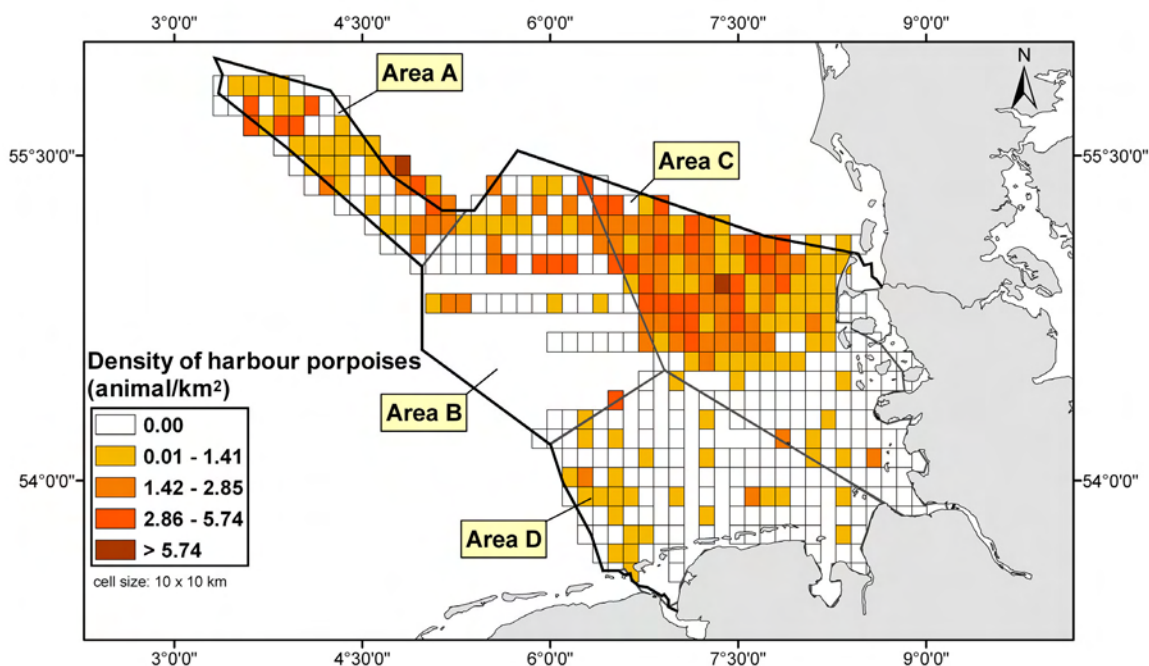 3°0'0" 4°30'0" 6°0'0" 7°30'0" 9°0'0"
N
Area A
55°30'0" 55°30'0"
Area C
Density of harbour porpoises
(animal/km²)
Area B
0.00
0.01 - 1.41
1.42 - 2.85
2.86 - 5.74
> 5.74
54°0'0" 54°0'0"
Area D
cell size: 10 x 10 km
3°0'0" 4°30'0" 6°0'0" 7°30'0" 9°0'0"